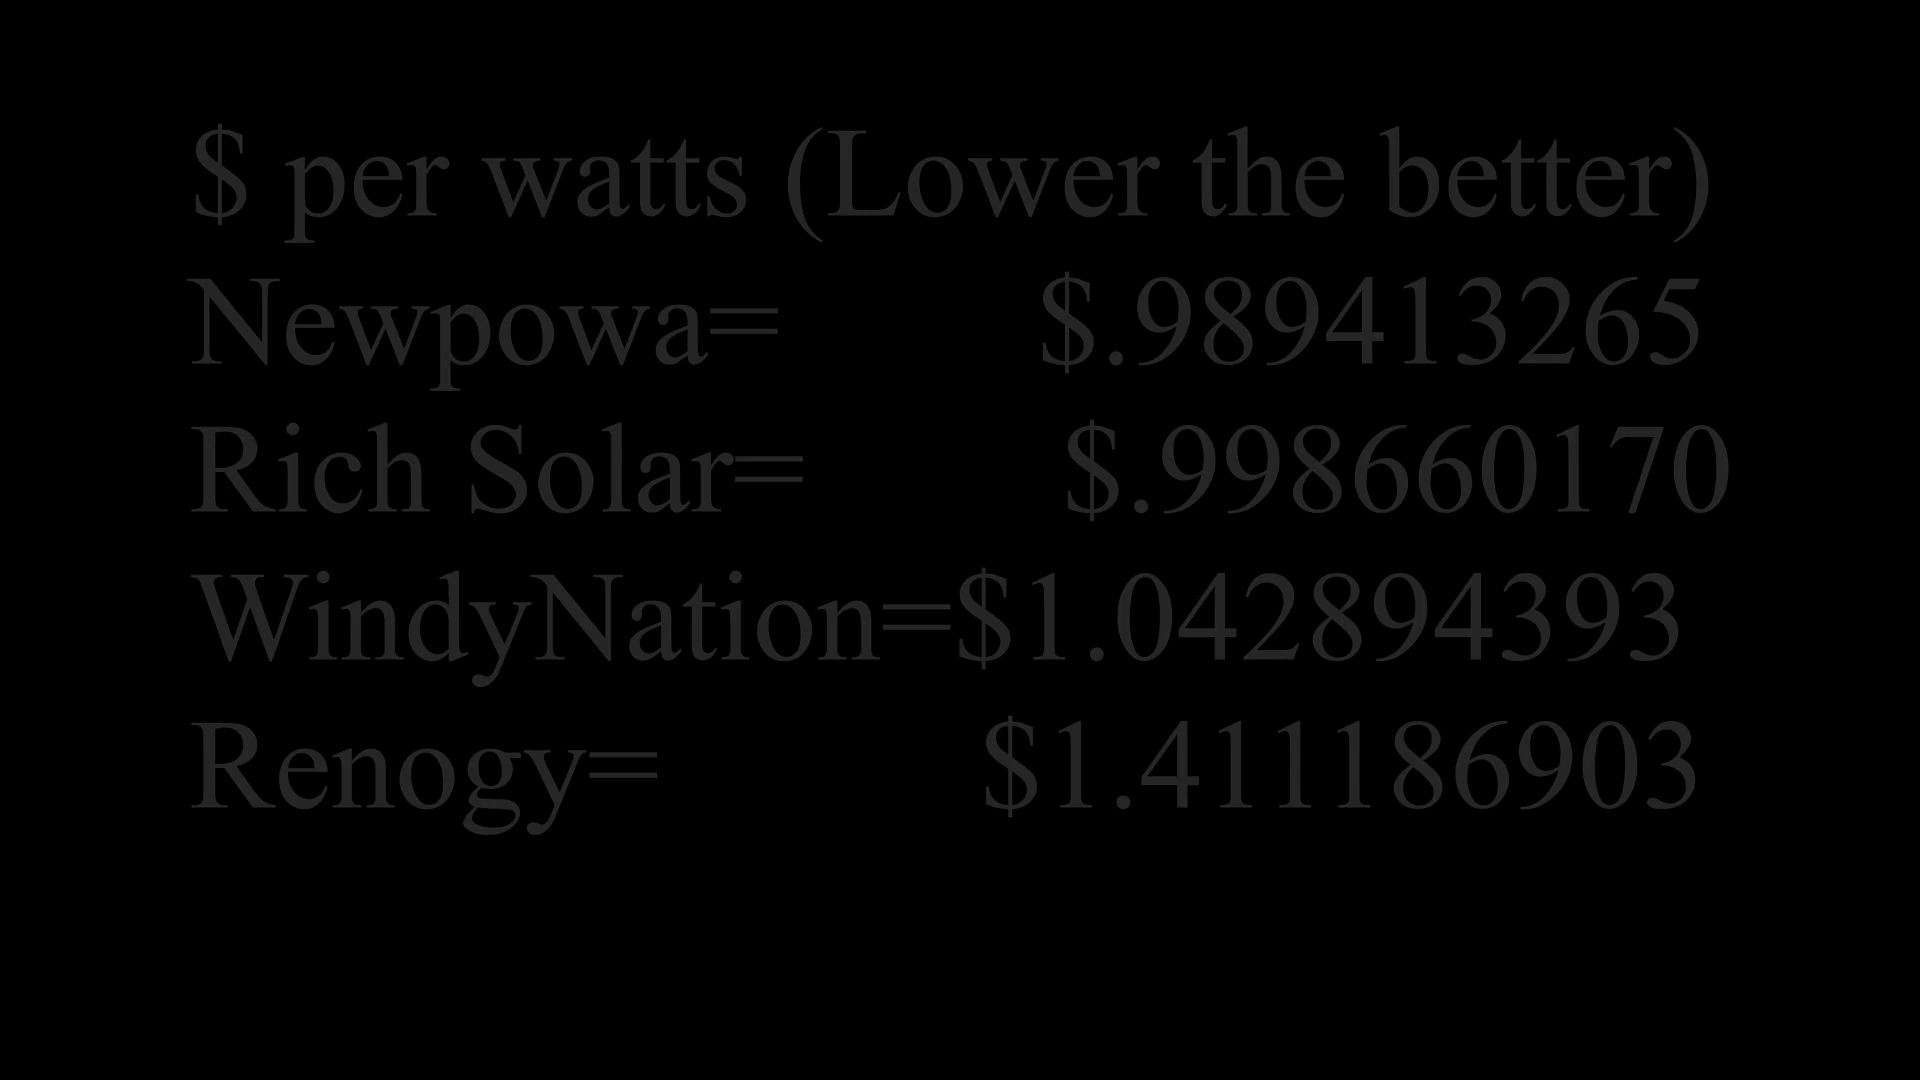 $ per watts (Lower the better)
Newpowa= $.989413265
Rich Solar= $.998660170
WindyNation=$1.042894393
Renogy= $1.411186903